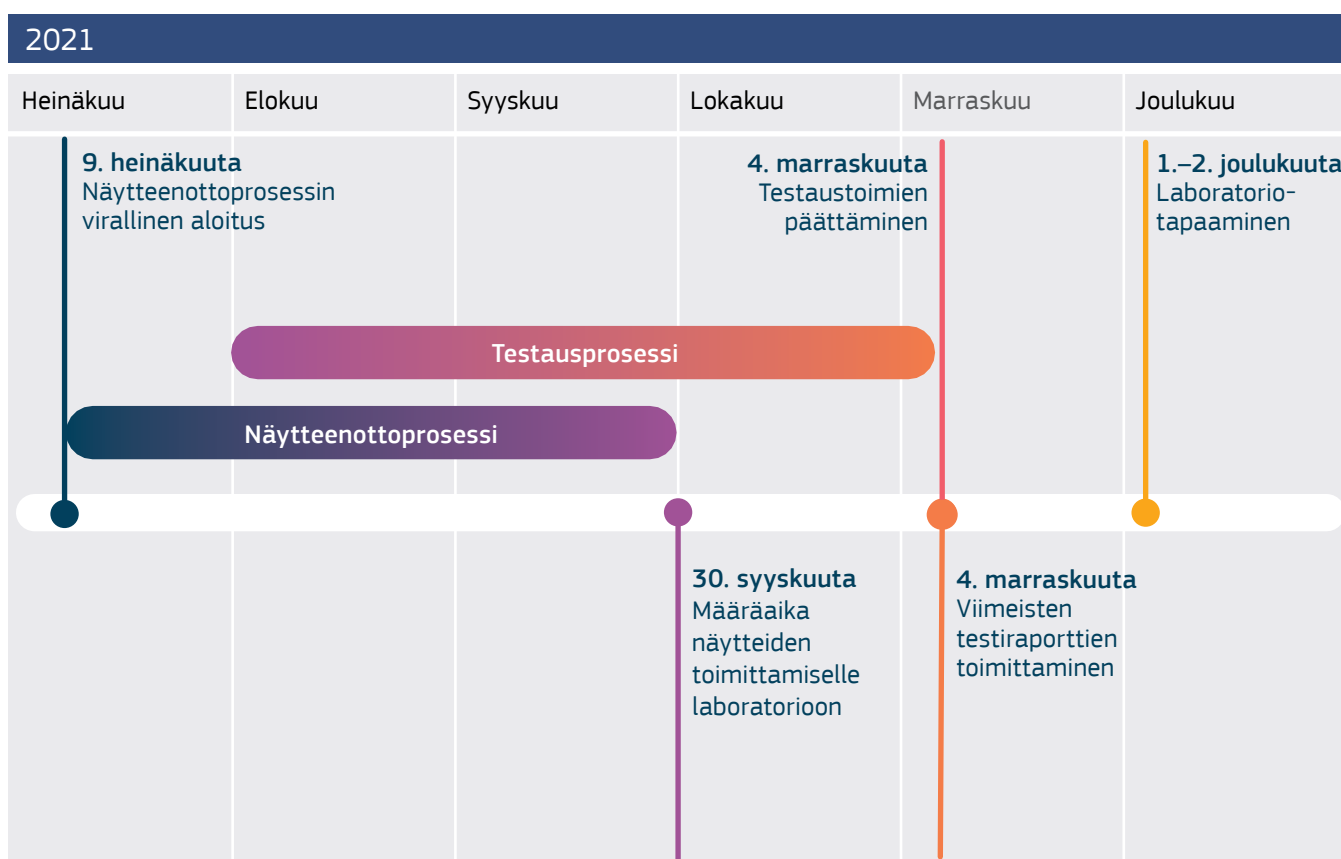 2021
Heinäkuu
Elokuu
Syyskuu
Lokakuu
Marraskuu
Joulukuu
9. heinäkuuta
Näytteenottoprosessin
virallinen aloitus
4. marraskuuta
Testaustoimien
päättäminen
1.–2. joulukuuta
Laboratorio-
tapaaminen
Testausprosessi
Näytteenottoprosessi
30. syyskuuta
Määräaika
näytteiden
toimittamiselle
laboratorioon
4. marraskuuta
Viimeisten
testiraporttien
toimittaminen